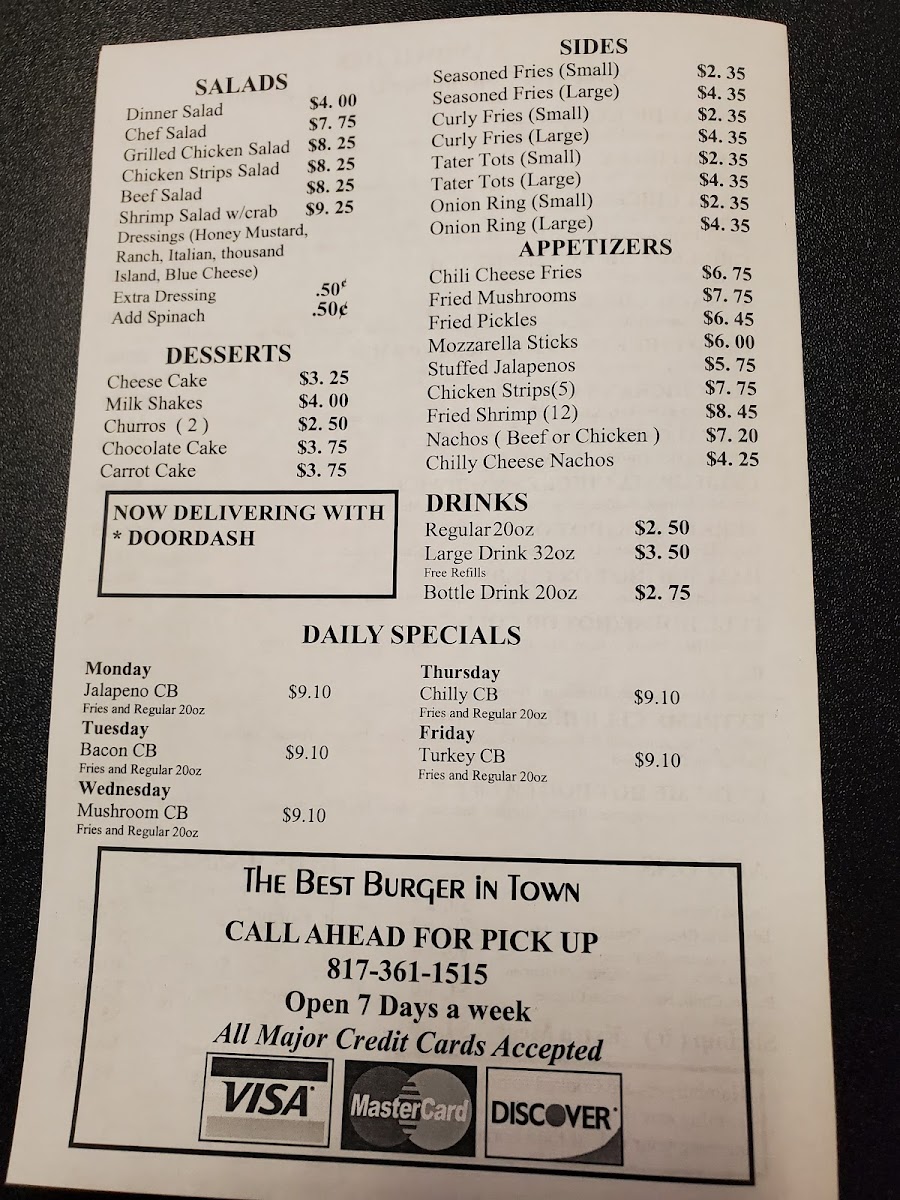 SALADS
Dinner Salad $4. 00
Chef Salad $7. 75
Grilled Chicken Salad $8. 25
Chicken Strips Salad $8. 25
Beef Salad $8. 25
Shrimp Salad w/crab $9. 25
Dressings (Honey Mustard,
Ranch, Italian, thousand
Island, Blue Cheese)
Extra Dressing .50¢
Add Spinach .50¢
DESSERTS
Cheese Cake $3. 25
Milk Shakes $4. 00
Churros ( 2 ) $2. 50
Chocolate Cake $3. 75
Carrot Cake $3. 75
NOW DELIVERING WITH
* DOORDASH
SIDES
Seasoned Fries (Small) $2. 35
Seasoned Fries (Large) $4. 35
Curly Fries (Small) $2. 35
Curly Fries (Large) $4. 35
Tater Tots (Small) $2. 35
Tater Tots (Large) $4. 35
Onion Ring (Small) $2. 35
Onion Ring (Large) $4. 35
APPETIZERS
Chili Cheese Fries $6. 75
Fried Mushrooms $7. 75
Fried Pickles $6. 45
Mozzarella Sticks $6. 00
Stuffed Jalapenos $5. 75
Chicken Strips(5) $7. 75
Fried Shrimp (12) $8. 45
Nachos ( Beef or Chicken ) $7. 20
Chilly Cheese Nachos $4. 25
DRINKS
Regular 20oz $2. 50
Large Drink 32oz $3. 50
Free Refills
Bottle Drink 20oz $2. 75
DAILY SPECIALS
Monday
Jalapeno CB $9.10
Fries and Regular 20oz
Tuesday
Bacon CB $9.10
Fries and Regular 20oz
Wednesday
Mushroom CB $9.10
Fries and Regular 20oz
Thursday
Chilly CB $9.10
Fries and Regular 20oz
Friday
Turkey CB $9.10
Fries and Regular 20oz
THE BEST BURGER IN TOWN
CALL AHEAD FOR PICK UP
817-361-1515
Open 7 Days a week
All Major Credit Cards Accepted
VISA MasterCard DISCOVER